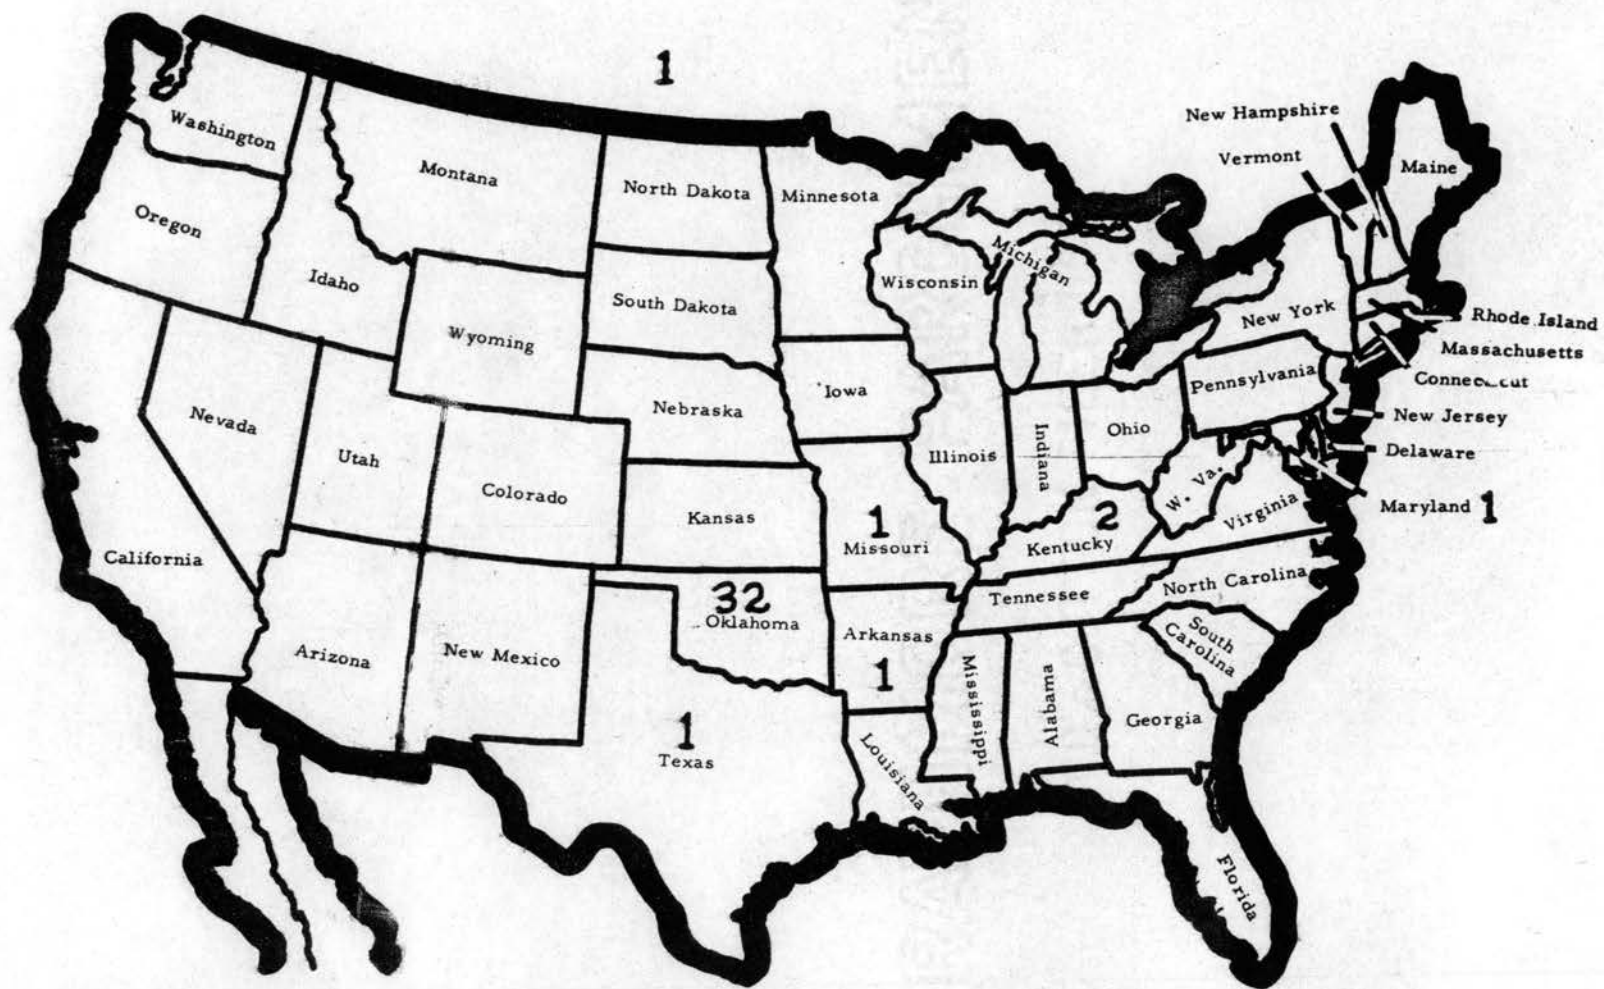 1
New Hampshire
Vermont
Maine
Washington
Montana
North Dakota
Minnesota
Oregon
Idaho
Wyoming
South Dakota
Wisconsin
Michigan
New York
Rhode Island
Massachusetts
Nevada
Utah
Colorado
Nebraska
Iowa
Illinois
Indiana
Ohio
Pennsylvania
New Jersey
Delaware
Maryland 1
W. Va.
Virginia
California
Kansas
1
Missouri
2
Kentucky
Arizona
New Mexico
32
Oklahoma
Arkansas
1
Tennessee
North Carolina
South
Carolina
1
Texas
Louisiana
Mississippi
Alabama
Georgia
Florida